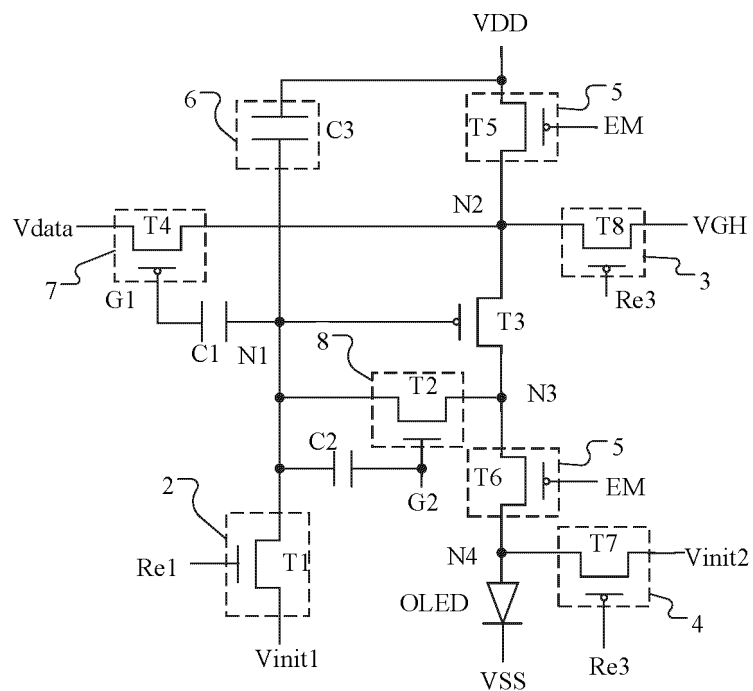 VDD
6
5
C3
T5
EM
N2
Vdata
T4
T8
VGH
7
G1
3
Re3
C1
N1
T3
8
T2
N3
C2
5
T6
EM
G2
2
T1
Re1
N4
T7
Vinit2
OLED
4
Vinit1
VSS
Re3